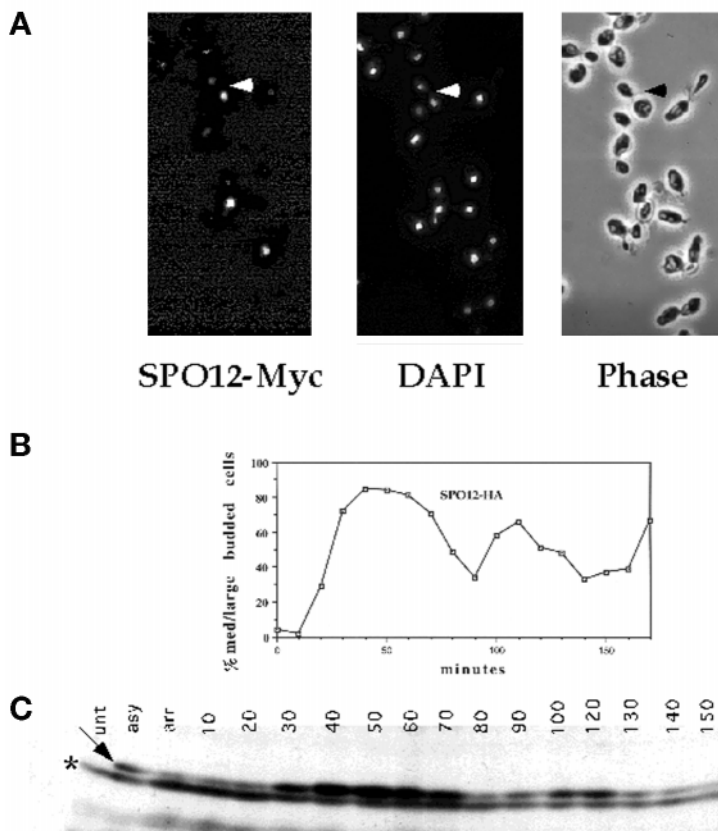 A
SPO12-Myc DAPI Phase
B
% med/large budded cells
100
80
60
40
20
0
SPO12-HA
0 50 100 150
minutes
C
unt asy arr 10 20 30 40 50 60 70 80 90 100 120 130 140 150
*